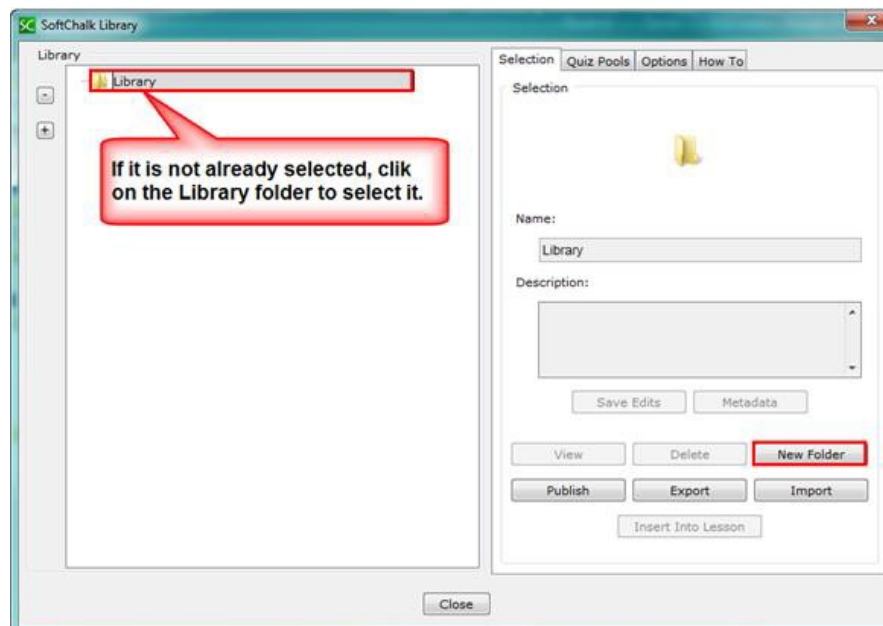 SC SoftChalk Library
x
Library
-
+
Library
If it is not already selected, clik
on the Library folder to select it.
Selection Quiz Pools Options How To
Selection
Name:
Library
Description:
Save Edits Metadata
View Delete New Folder
Publish Export Import
Insert Into Lesson
Close